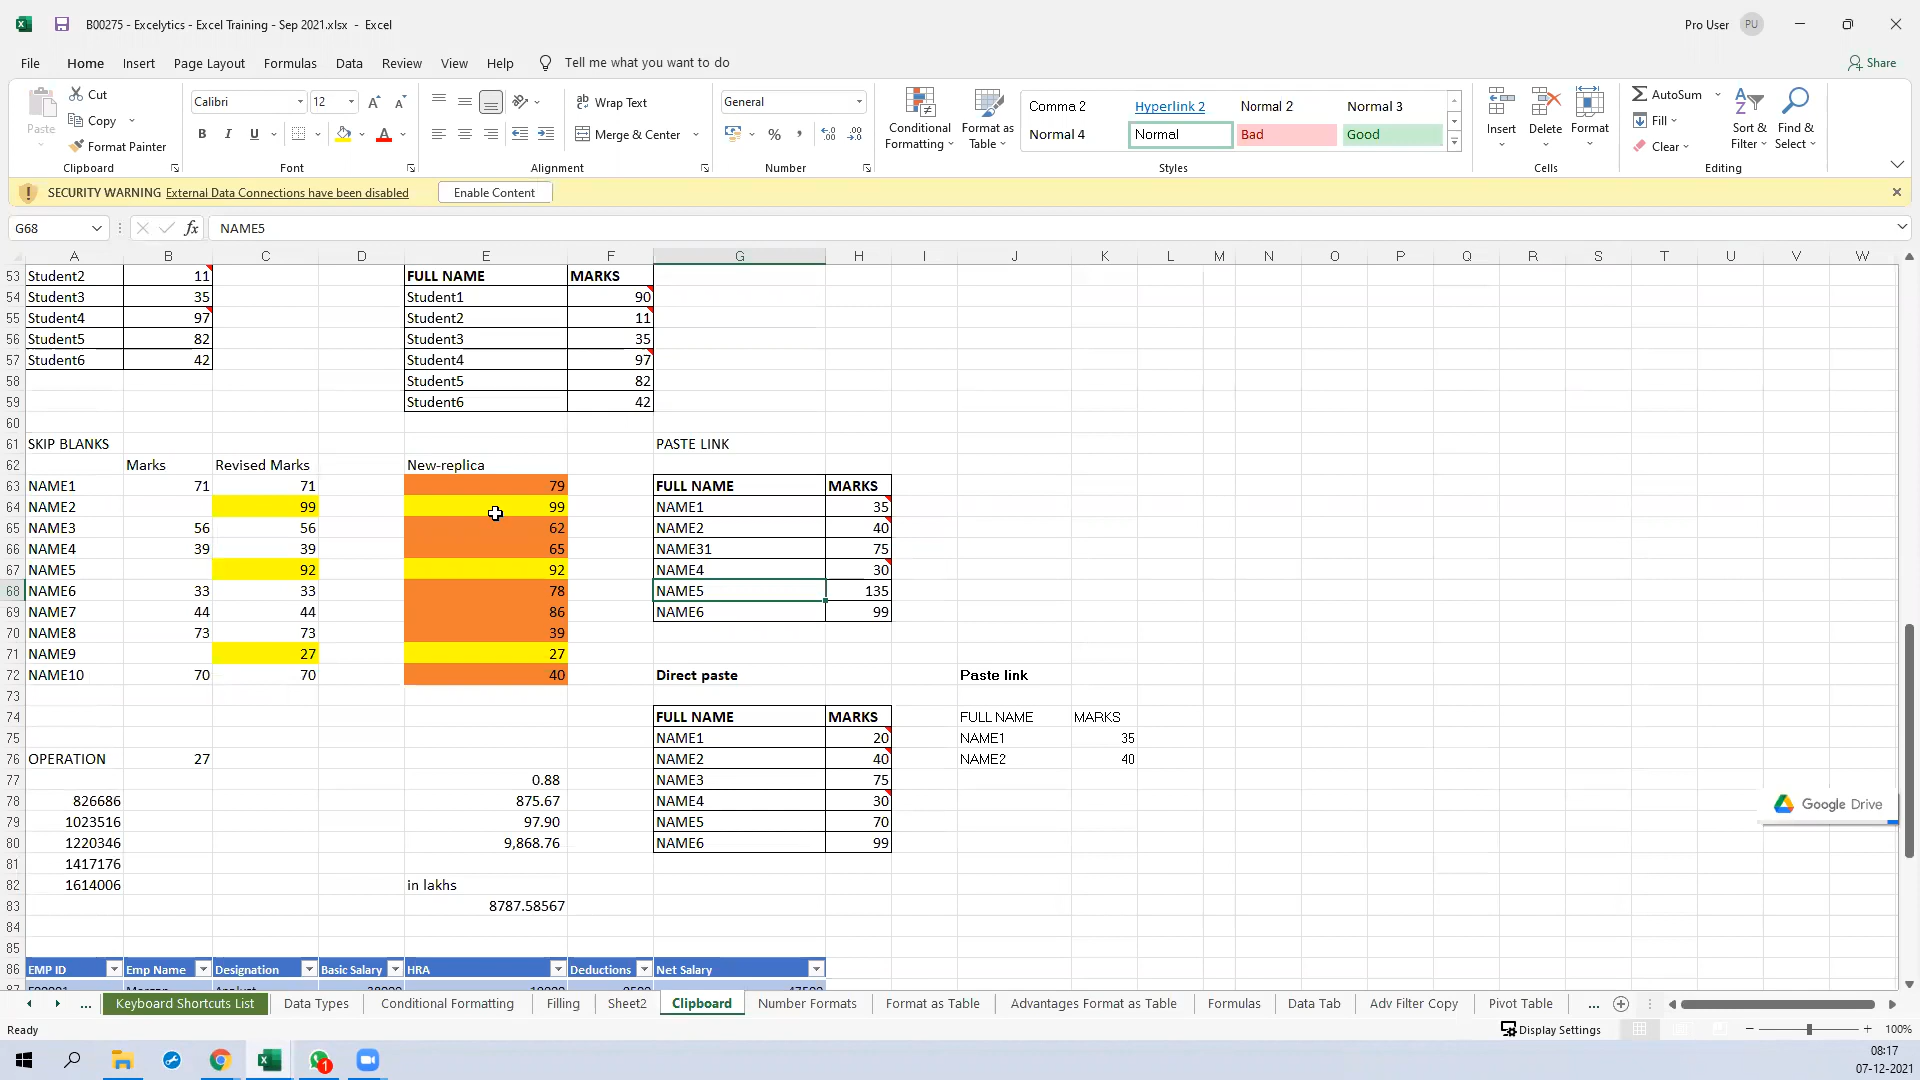 B00275 - Excelytics - Excel Training - Sep 2021.xlsx - Excel
Pro User PU
File Home Insert Page Layout Formulas Data Review View Help Tell me what you want to do Share
Paste Cut Copy Format Painter Clipboard
Calibri 12 B I U Font
Wrap Text Merge & Center Alignment
General % Number
Conditional Formatting Format as Table
Comma 2 Hyperlink 2 Normal 2 Normal 3
Normal 4 Normal Bad Good
Styles
Insert Delete Format Cells
AutoSum Fill Clear Sort & Filter Find & Select Editing
SECURITY WARNING External Data Connections have been disabled Enable Content
G68 fx NAME5
A B C D E F G H I J K L M N O P Q R S T U V W
53 Student2 11 FULL NAME MARKS
54 Student3 35 Student1 90
55 Student4 97 Student2 11
56 Student5 82 Student3 35
57 Student6 42 Student4 97
58 Student5 82
59 Student6 42
60
61 SKIP BLANKS PASTE LINK
62 Marks Revised Marks New-replica
63 NAME1 71 71 79 FULL NAME MARKS
64 NAME2 99 99 NAME1 35
65 NAME3 56 56 62 NAME2 40
66 NAME4 39 39 65 NAME31 75
67 NAME5 92 92 NAME4 30
68 NAME6 33 33 78 NAME5 135
69 NAME7 44 44 86 NAME6 99
70 NAME8 73 73 39
71 NAME9 27 27
72 NAME10 70 70 40 Direct paste Paste link
73
74 FULL NAME MARKS FULL NAME MARKS
75 NAME1 20 NAME1 35
76 OPERATION 27 NAME2 40 NAME2 40
77 0.88 NAME3 75
78 826686 875.67 NAME4 30
79 1023516 97.90 NAME5 70
80 1220346 9,868.76 NAME6 99
81 1417176
82 1614006 in lakhs
83 8787.58567
84
85
86 EMP ID Emp Name Designation Basic Salary HRA Deductions Net Salary
Google Drive
... Keyboard Shortcuts List Data Types Conditional Formatting Filling Sheet2 Clipboard Number Formats Format as Table Advantages Format as Table Formulas Data Tab Adv Filter Copy Pivot Table ...
Ready Display Settings 100%
1
08:17
07-12-2021